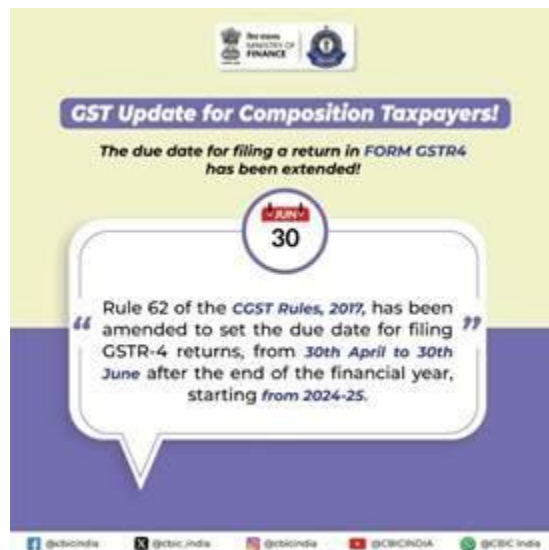 वित्त मंत्रालय
MINISTRY OF
FINANCE
GST Update for Composition Taxpayers!
The due date for filing a return in FORM GSTR4
has been extended!
JUN
30
“ Rule 62 of the CGST Rules, 2017, has been
amended to set the due date for filing ”
GSTR-4 returns, from 30th April to 30th
June after the end of the financial year,
starting from 2024-25.
@cbicindia @cbic_india @cbicindia @CBICINDIA @CBIC India